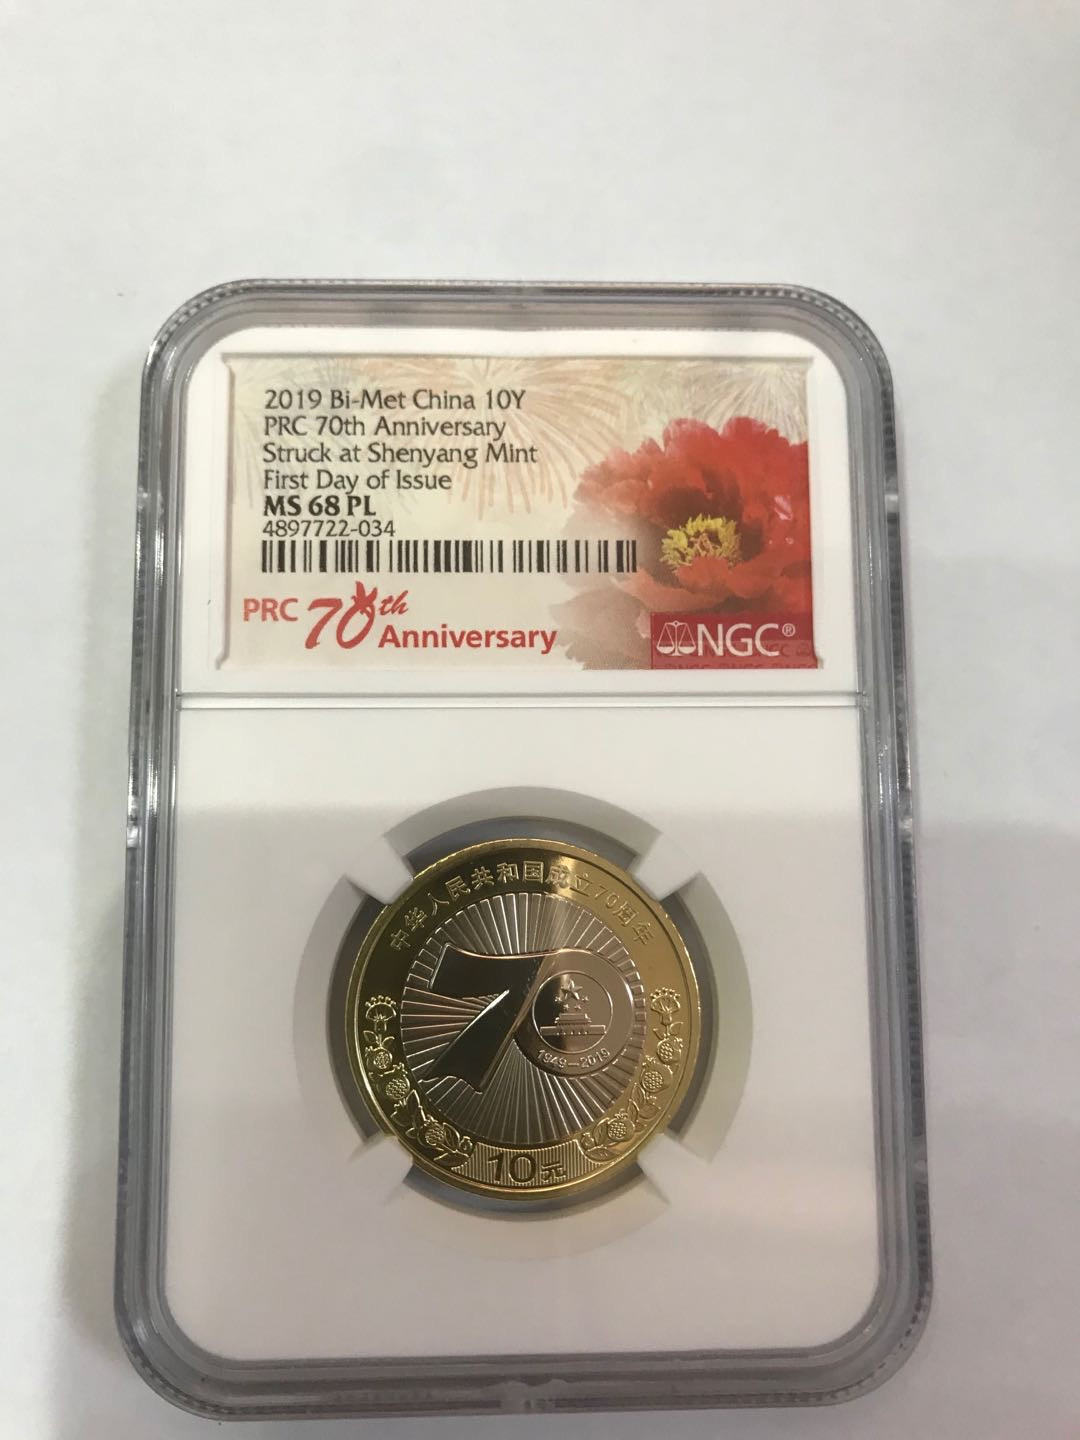 2019 Bi-Met China 10Y
PRC 70th Anniversary
Struck at Shenyang Mint
First Day of Issue
MS 68 PL
4897722-034
PRC 70th Anniversary
NGC®
中华人民共和国成立70周年
70
1949—2019
10元